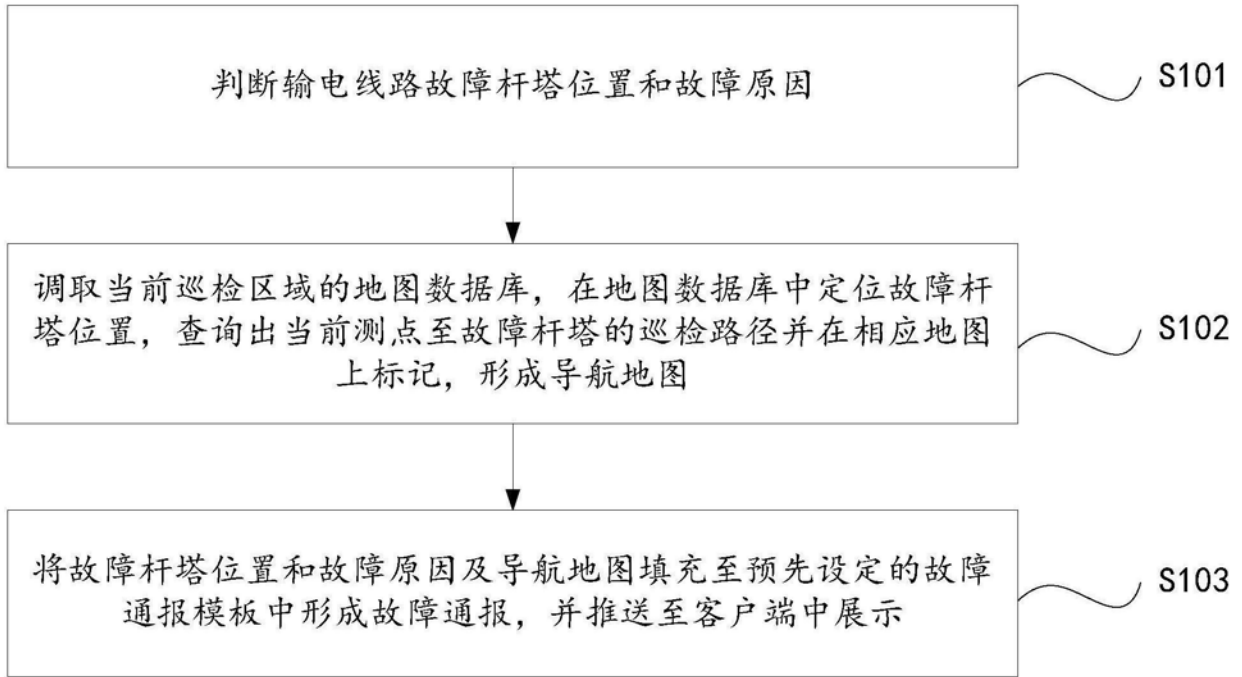 判断输电线路故障杆塔位置和故障原因
S101
调取当前巡检区域的地图数据库，在地图数据库中定位故障杆
塔位置，查询出当前测点至故障杆塔的巡检路径并在相应地图
上标记，形成导航地图
S102
将故障杆塔位置和故障原因及导航地图填充至预先设定的故障
通报模板中形成故障通报，并推送至客户端中展示
S103